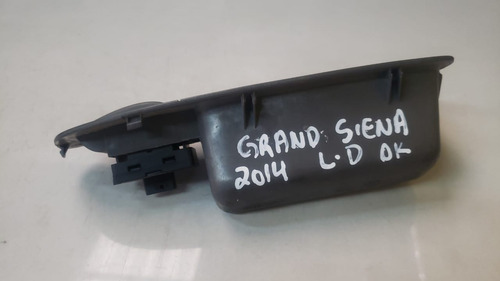 GRAND SIENA
2014 L.D OK